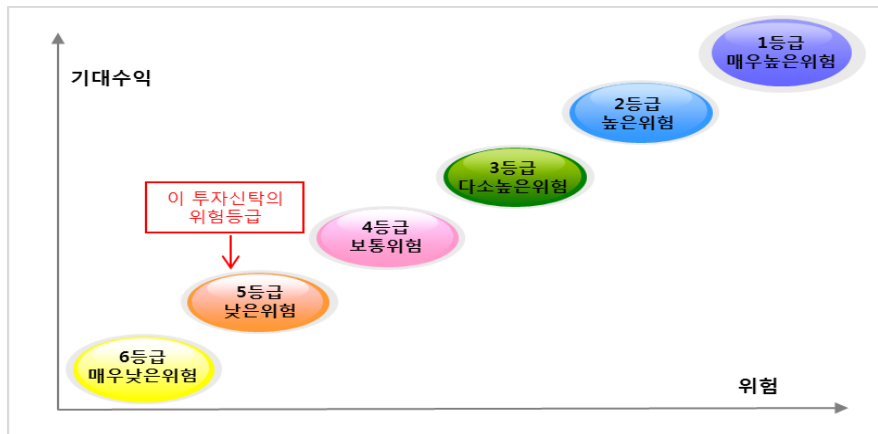 1등급
매우높은위험
기대수익
2등급
높은위험
3등급
다소높은위험
이 투자신탁의
위험등급
4등급
보통위험
5등급
낮은위험
6등급
매우낮은위험
위험